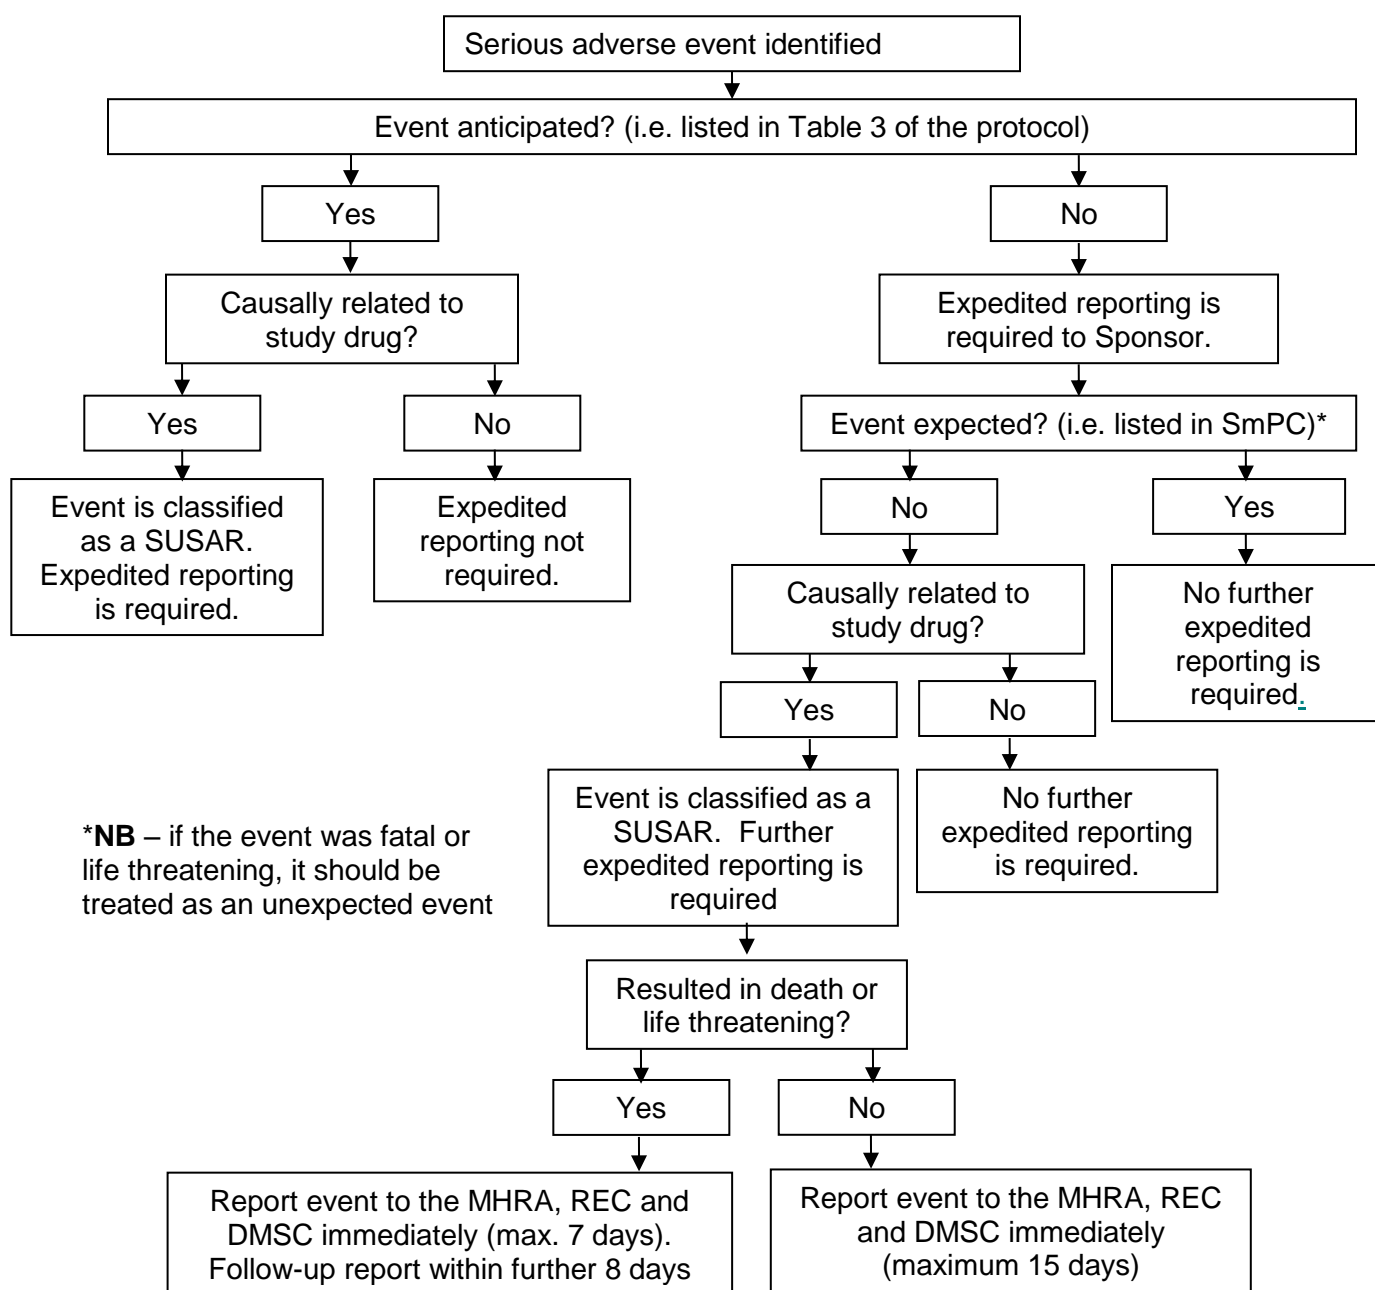 Serious adverse event identified
Event anticipated? (i.e. listed in Table 3 of the protocol)
Yes
No
Causally related to
study drug?
Expedited reporting is
required to Sponsor.
Yes
No
Event expected? (i.e. listed in SmPC)*
Event is classified
as a SUSAR.
Expedited reporting
is required.
Expedited
reporting not
required.
No
Yes
Causally related to
study drug?
No further
expedited
reporting is
required.
Yes
No
Event is classified as a
SUSAR.  Further
expedited reporting is
required
No further
expedited reporting
is required.
*NB – if the event was fatal or
life threatening, it should be
treated as an unexpected event
Resulted in death or
life threatening?
Yes
No
Report event to the MHRA, REC and
DMSC immediately (max. 7 days).
Follow-up report within further 8 days
Report event to the MHRA, REC
and DMSC immediately
(maximum 15 days)